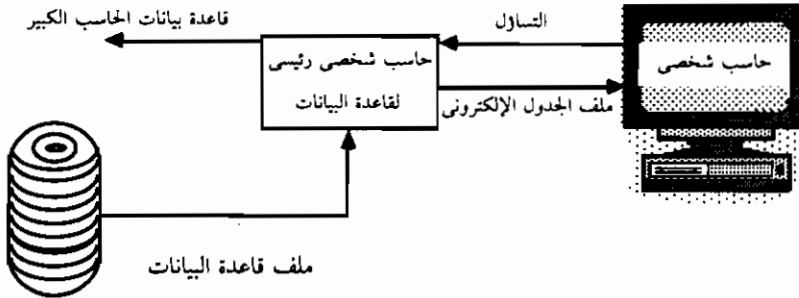 قاعدة بيانات الحاسب الكبير
التساؤل
حاسب شخصى
حاسب شخصى رئيسى
لقاعدة البيانات
ملف الجدول الإلكترونى
ملف قاعدة البيانات